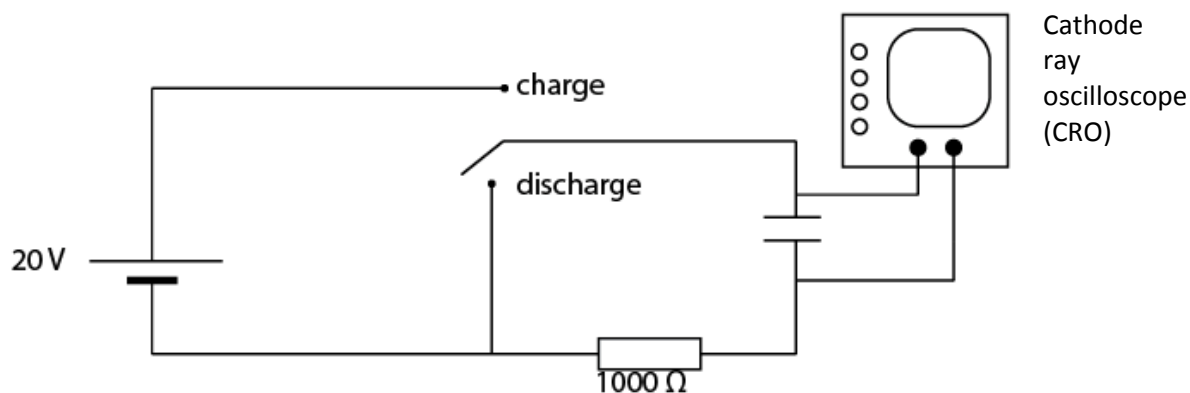 Cathode
ray
oscilloscope
(CRO)
charge
discharge
20 V
1000 Ω